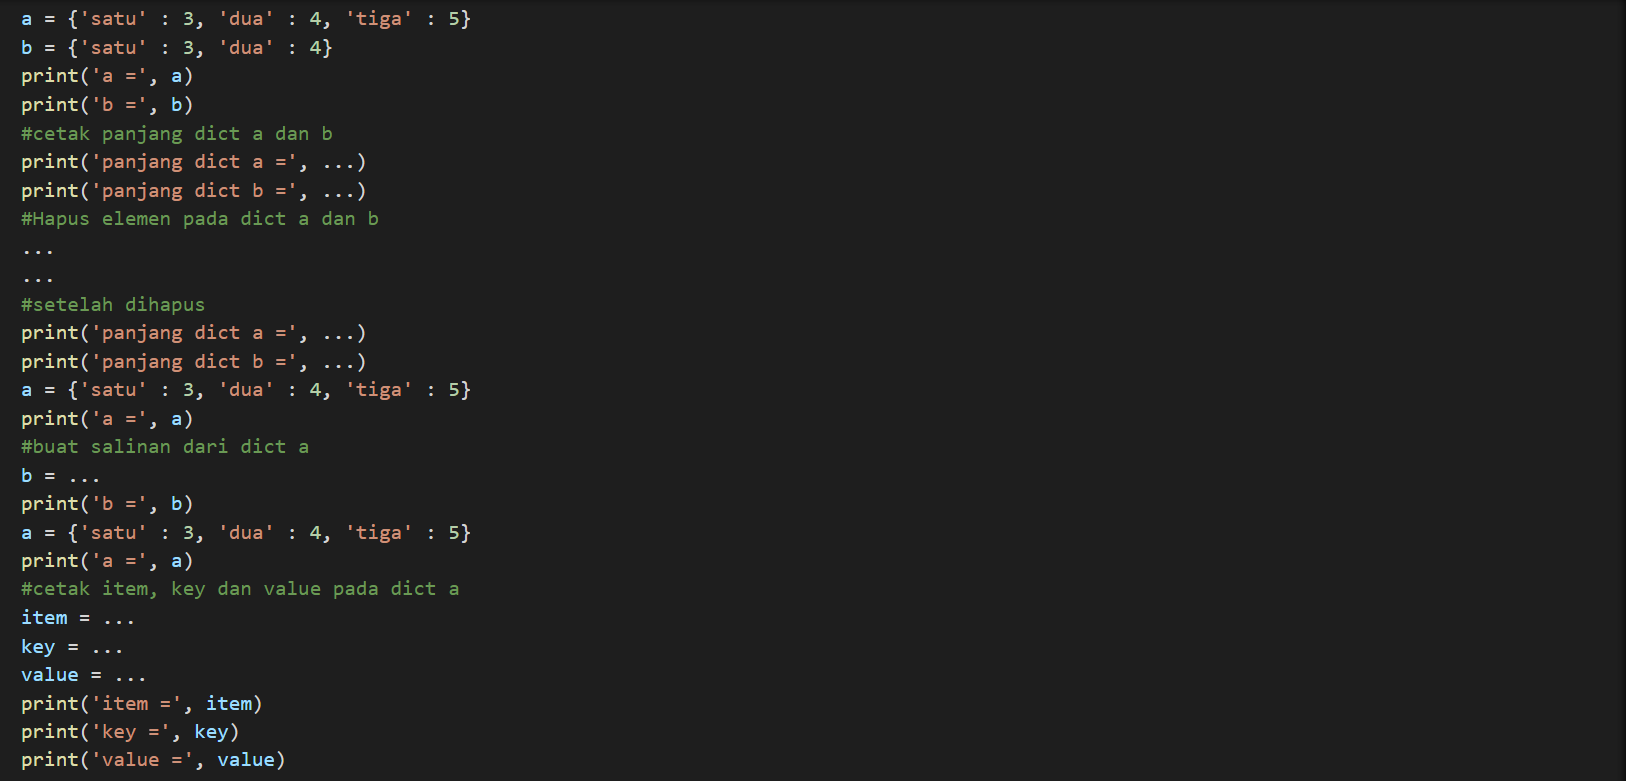 a = {'satu' : 3, 'dua' : 4, 'tiga' : 5}
b = {'satu' : 3, 'dua' : 4}
print('a =', a)
print('b =', b)
#cetak panjang dict a dan b
print('panjang dict a =', ...)
print('panjang dict b =', ...)
#Hapus elemen pada dict a dan b
...
...
#setelah dihapus
print('panjang dict a =', ...)
print('panjang dict b =', ...)
a = {'satu' : 3, 'dua' : 4, 'tiga' : 5}
print('a =', a)
#buat salinan dari dict a
b = ...
print('b =', b)
a = {'satu' : 3, 'dua' : 4, 'tiga' : 5}
print('a =', a)
#cetak item, key dan value pada dict a
item = ...
key = ...
value = ...
print('item =', item)
print('key =', key)
print('value =', value)